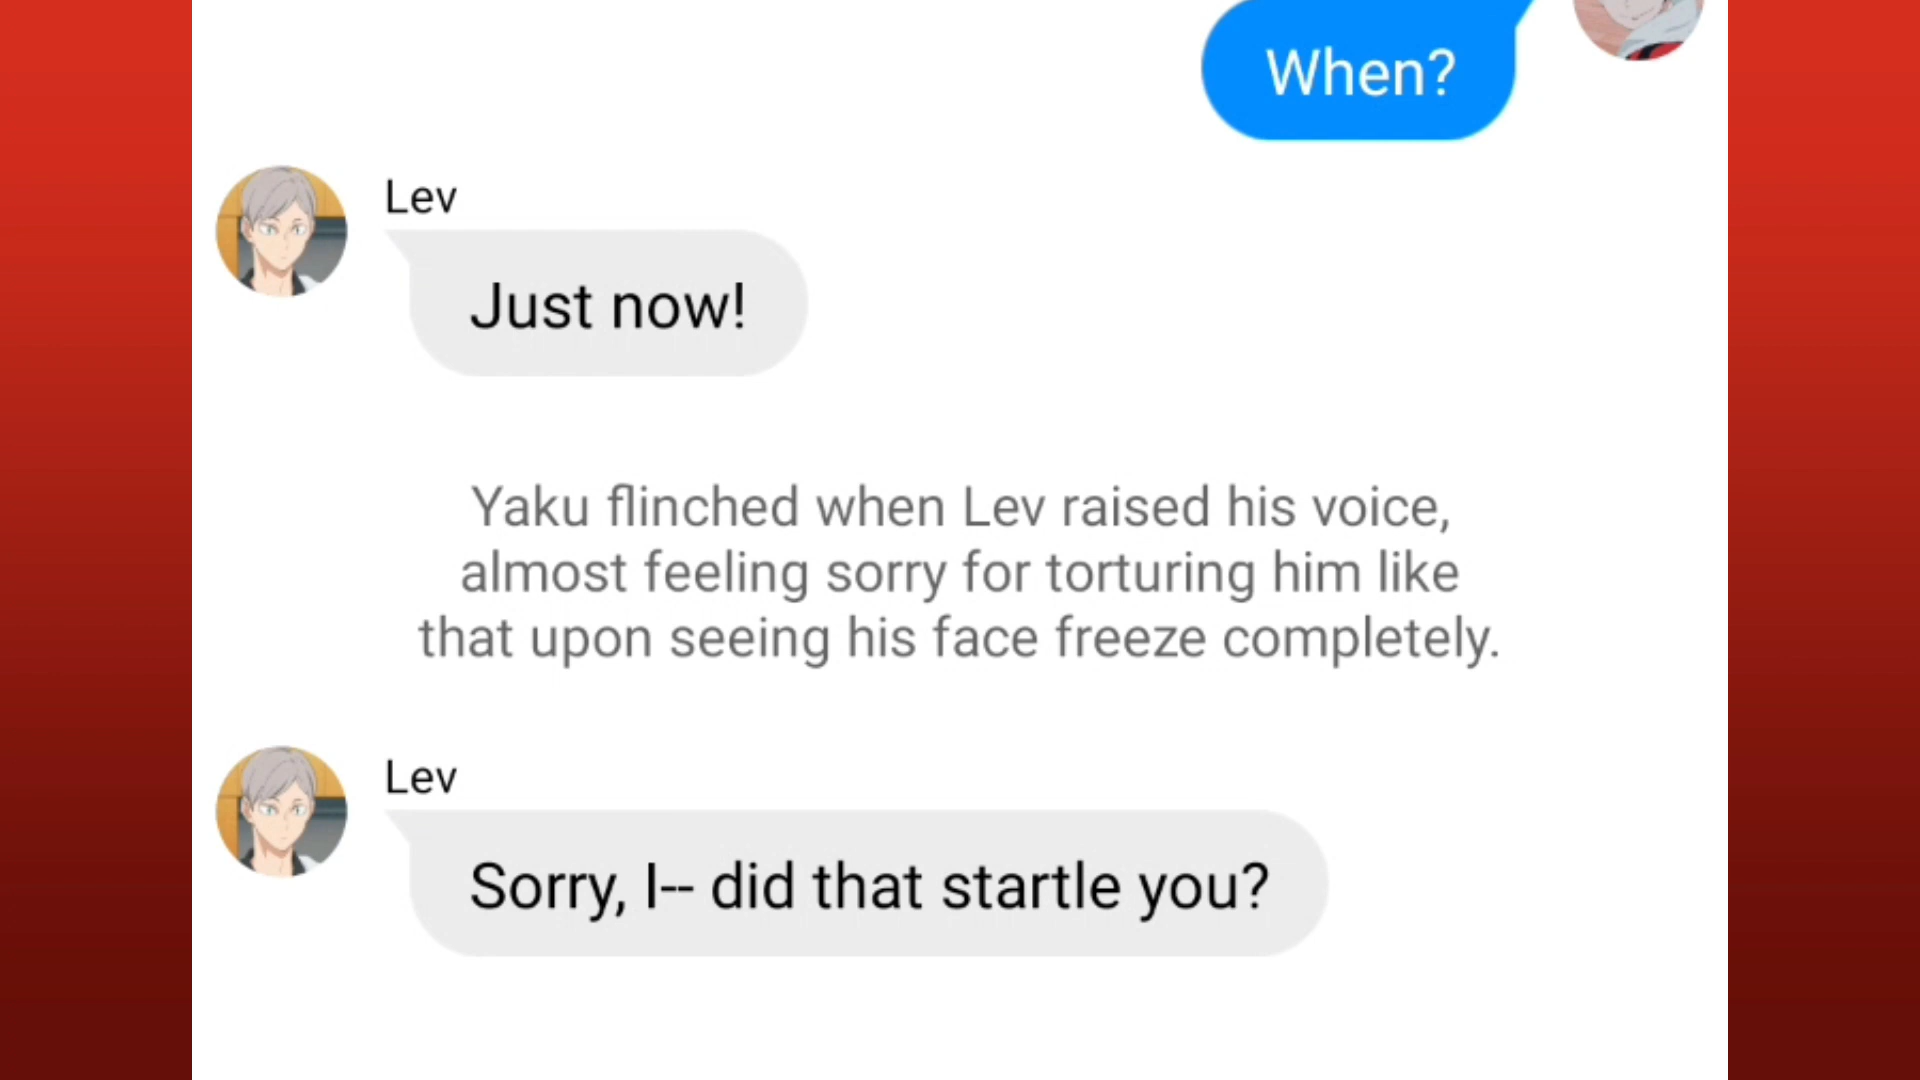 When?
Lev
Just now!
Yaku flinched when Lev raised his voice,
almost feeling sorry for torturing him like
that upon seeing his face freeze completely.
Lev
Sorry, I-- did that startle you?